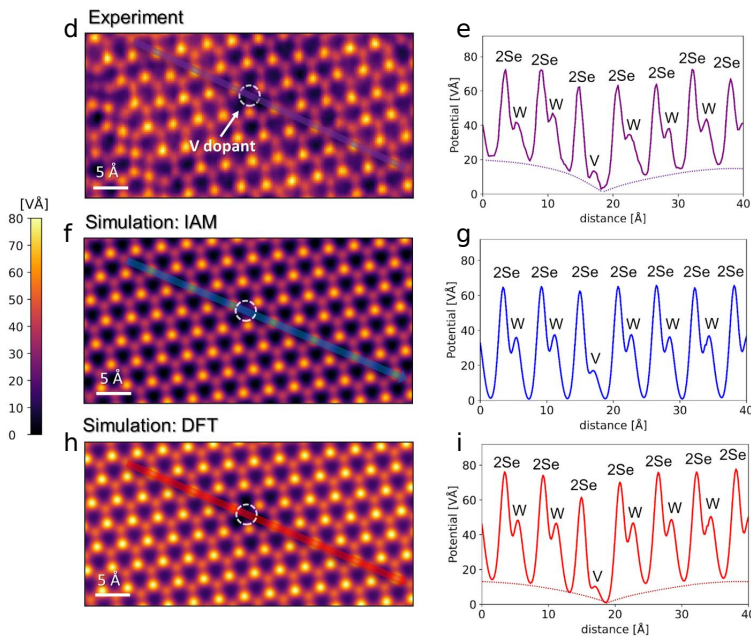 d Experiment
V dopant
5 Å
[VÅ]
80
70
60
50
40
30
20
10
0
e
Potential [VÅ]
80
60
40
20
0
2Se 2Se 2Se 2Se 2Se 2Se 2Se
W W V W W W
0 10 20 30 40
distance [Å]
f Simulation: IAM
5 Å
g
Potential [VÅ]
80
60
40
20
0
2Se 2Se 2Se 2Se 2Se 2Se 2Se
W W V W W W
0 10 20 30 40
distance [Å]
h Simulation: DFT
5 Å
i
Potential [VÅ]
80
60
40
20
0
2Se 2Se 2Se 2Se 2Se 2Se 2Se
W W V W W W
0 10 20 30 40
distance [Å]